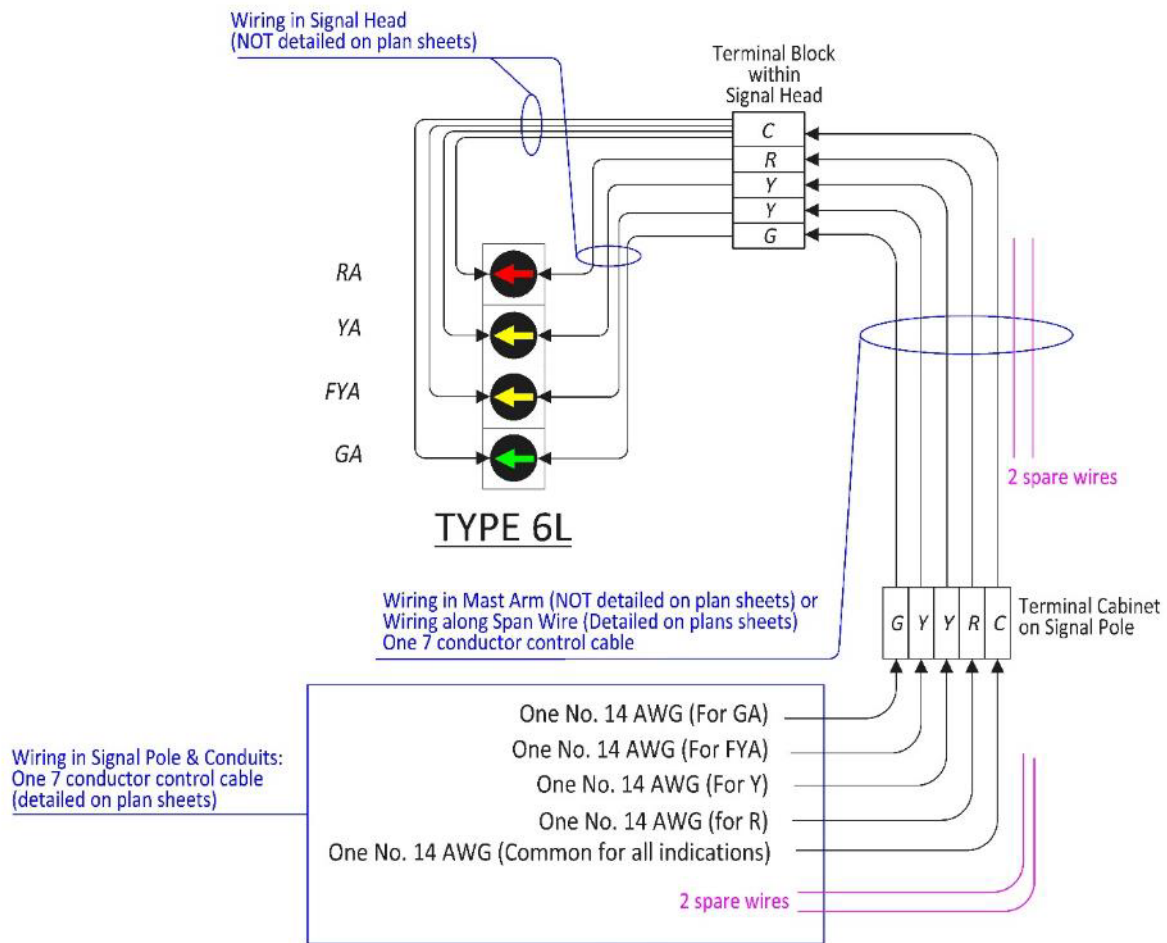 Wiring in Signal Head
(NOT detailed on plan sheets)
Terminal Block
within
Signal Head
C
R
Y
Y
G
RA
YA
FYA
GA
TYPE 6L
2 spare wires
Wiring in Mast Arm (NOT detailed on plan sheets) or
Wiring along Span Wire (Detailed on plans sheets)
One 7 conductor control cable
G Y Y R C
Terminal Cabinet
on Signal Pole
One No. 14 AWG (For GA)
One No. 14 AWG (For FYA)
One No. 14 AWG (For Y)
One No. 14 AWG (for R)
One No. 14 AWG (Common for all indications)
2 spare wires
Wiring in Signal Pole & Conduits:
One 7 conductor control cable
(detailed on plan sheets)